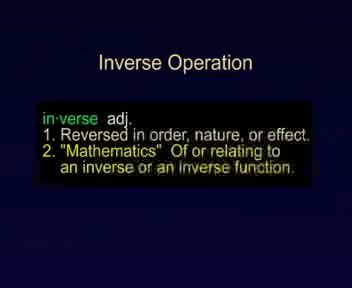 Inverse Operation
in·verse adj.
1. Reversed in order, nature, or effect.
2. "Mathematics" Of or relating to
an inverse or an inverse function.